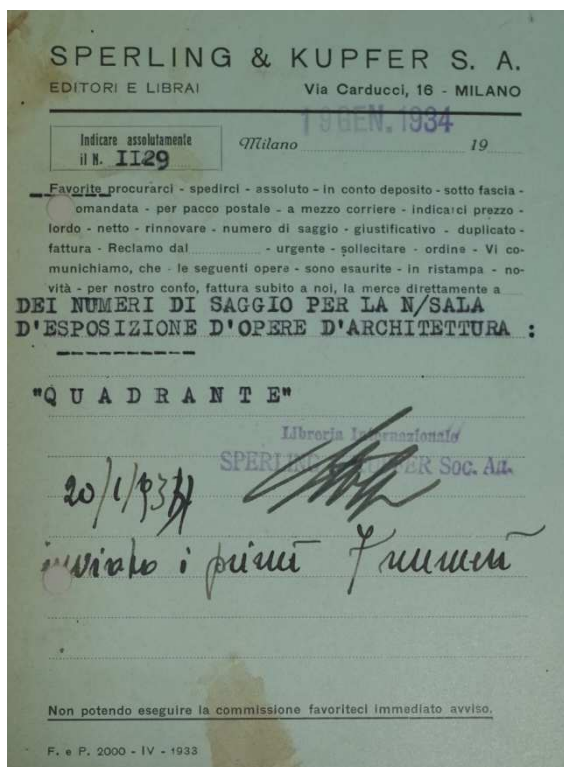 SPERLING & KUPFER S. A.
EDITORI E LIBRAI Via Carducci, 16 - MILANO
19 GEN. 1934
Indicare assolutamente
il N. II29
Milano 19
Favorite procurarci - spedirci - assoluto - in conto deposito - sotto fascia -
omandata - per pacco postale - a mezzo corriere - indicarci prezzo -
lordo - netto - rinnovare - numero di saggio - giustificativo - duplicato -
fattura - Reclamo dal - urgente - sollecitare - ordine - Vi co-
munichiamo, che - le seguenti opere - sono esaurite - in ristampa - no-
vità - per nostro confo, fattura subito a noi, la merce direttamente a
DEI NUMERI DI SAGGIO PER LA N/SALA
D'ESPOSIZIONE D'OPERE D'ARCHITETTURA :
"Q U A D R A N T E"
Libreria Internazionale
SPERLING & KUPFER Soc. An.
20/1/934
inviato i primi 7 numeri
Non potendo eseguire la commissione favoriteci immediato avviso.
F. e P. 2000 - IV - 1933